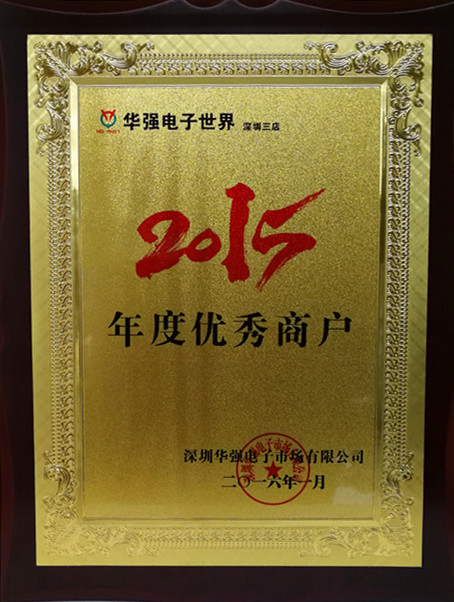 华强电子世界 深圳三店
2015
年度优秀商户
深圳华强电子市场有限公司
二〇一六年一月